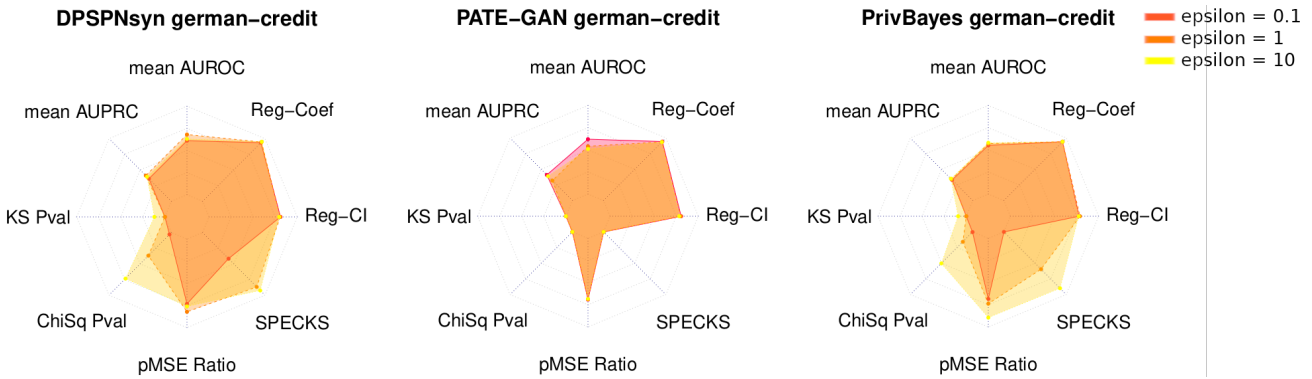 DPSPNsyn german−credit
mean AUROC
Reg−Coef
mean AUPRC
KS Pval
Reg−CI
ChiSq Pval
SPECKS
pMSE Ratio
PATE−GAN german−credit
mean AUROC
Reg−Coef
mean AUPRC
KS Pval
Reg−CI
ChiSq Pval
SPECKS
pMSE Ratio
PrivBayes german−credit
mean AUROC
Reg−Coef
mean AUPRC
KS Pval
Reg−CI
ChiSq Pval
SPECKS
pMSE Ratio
epsilon = 0.1
epsilon = 1
epsilon = 10